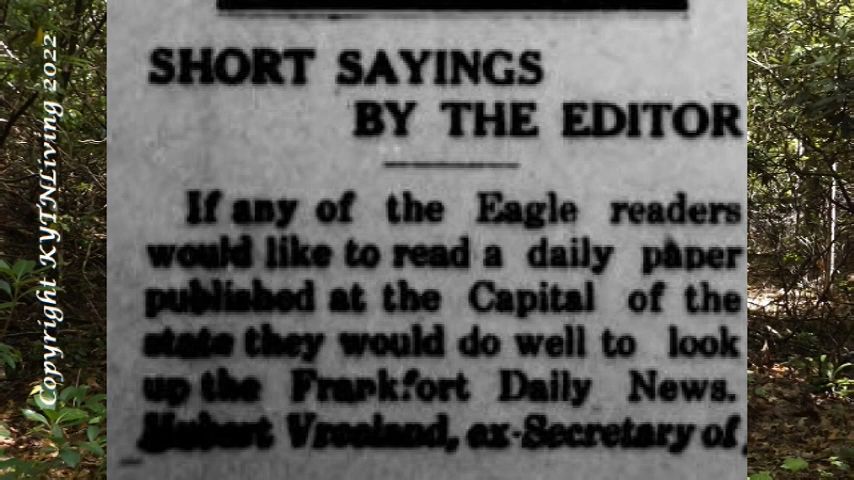 SHORT SAYINGS
BY THE EDITOR
If any of the Eagle readers
would like to read a daily paper
published at the Capital of the
state they would do well to look
up the Frankfort Daily News.
Hubert Vreeland, ex-Secretary of
Copyright KYTNLiving 2022